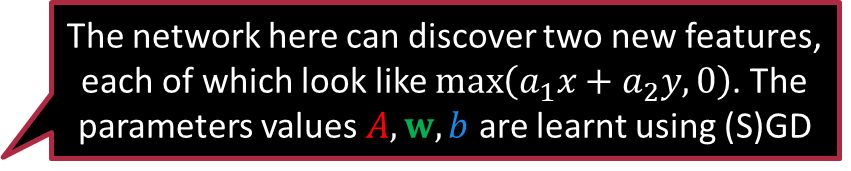 The network here can discover two new features,
each of which look like max(a₁x + a₂y, 0). The
parameters values A, w, b are learnt using (S)GD